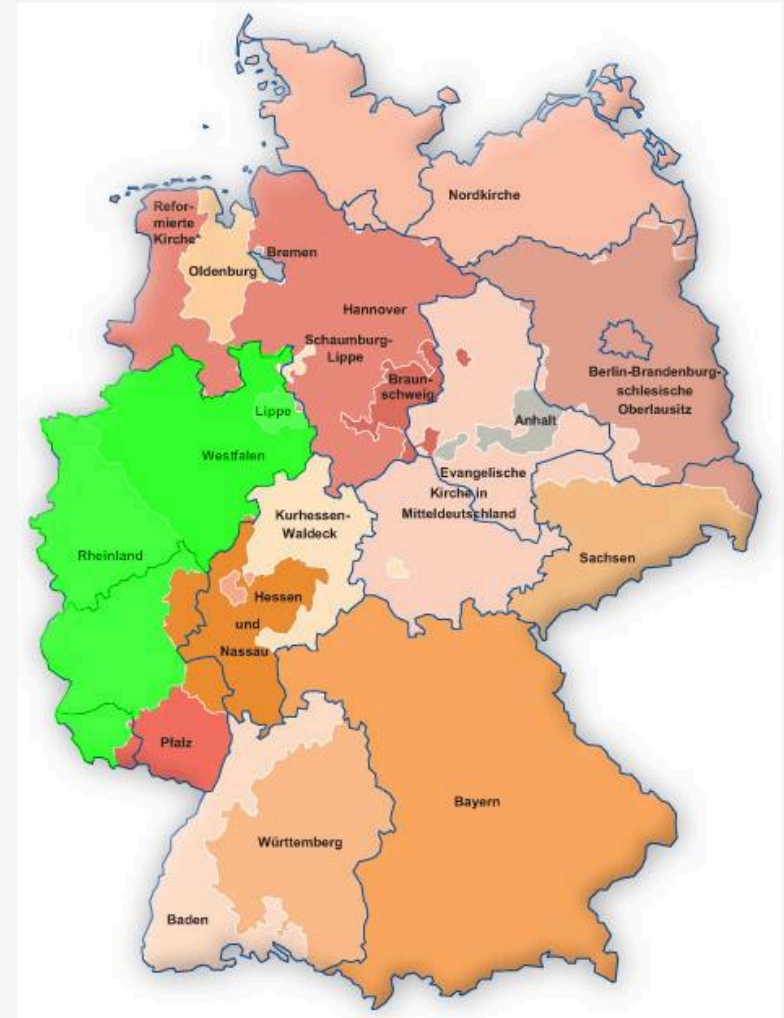 Nordkirche
Refor-
mierte
Kirche*
Oldenburg
Bremen
Hannover
Schaumburg-
Lippe
Braun-
schweig
Berlin-Brandenburg-
schlesische
Oberlausitz
Lippe
Anhalt
Westfalen
Evangelische
Kirche in
Mitteldeutschland
Kurhessen-
Waldeck
Rheinland
Sachsen
Hessen
und
Nassau
Pfalz
Bayern
Württemberg
Baden